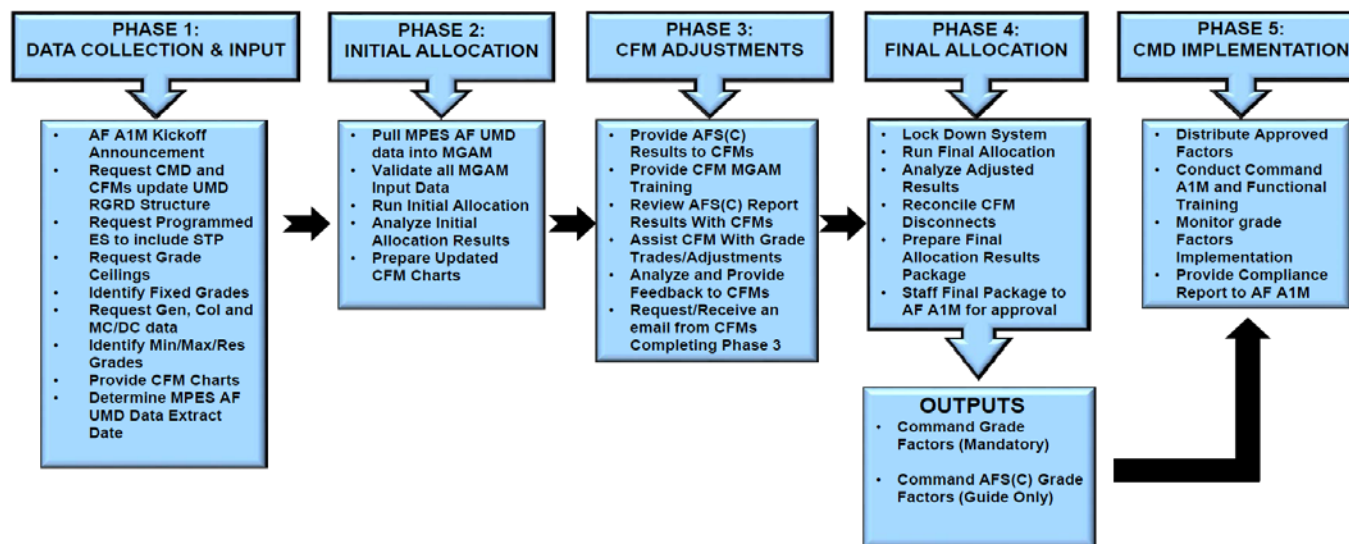 PHASE 1:
DATA COLLECTION & INPUT
• AF A1M Kickoff
Announcement
• Request CMD and
CFMs update UMD
RGRD Structure
• Request Programmed
ES to include STP
• Request Grade
Ceilings
• Identify Fixed Grades
• Request Gen, Col and
MC/DC data
• Identify Min/Max/Res
Grades
• Provide CFM Charts
• Determine MPES AF
UMD Data Extract
Date
PHASE 2:
INITIAL ALLOCATION
• Pull MPES AF UMD
data into MGAM
• Validate all MGAM
Input Data
• Run Initial Allocation
• Analyze Initial
Allocation Results
• Prepare Updated
CFM Charts
PHASE 3:
CFM ADJUSTMENTS
• Provide AFS(C)
Results to CFMs
• Provide CFM MGAM
Training
• Review AFS(C) Report
Results With CFMs
• Assist CFM With Grade
Trades/Adjustments
• Analyze and Provide
Feedback to CFMs
• Request/Receive an
email from CFMs
Completing Phase 3
PHASE 4:
FINAL ALLOCATION
• Lock Down System
• Run Final Allocation
• Analyze Adjusted
Results
• Reconcile CFM
Disconnects
• Prepare Final
Allocation Results
Package
• Staff Final Package to
AF A1M for approval
OUTPUTS
• Command Grade
Factors (Mandatory)
• Command AFS(C) Grade
Factors (Guide Only)
PHASE 5:
CMD IMPLEMENTATION
• Distribute Approved
Factors
• Conduct Command
A1M and Functional
Training
• Monitor grade
Factors
Implementation
• Provide Compliance
Report to AF A1M